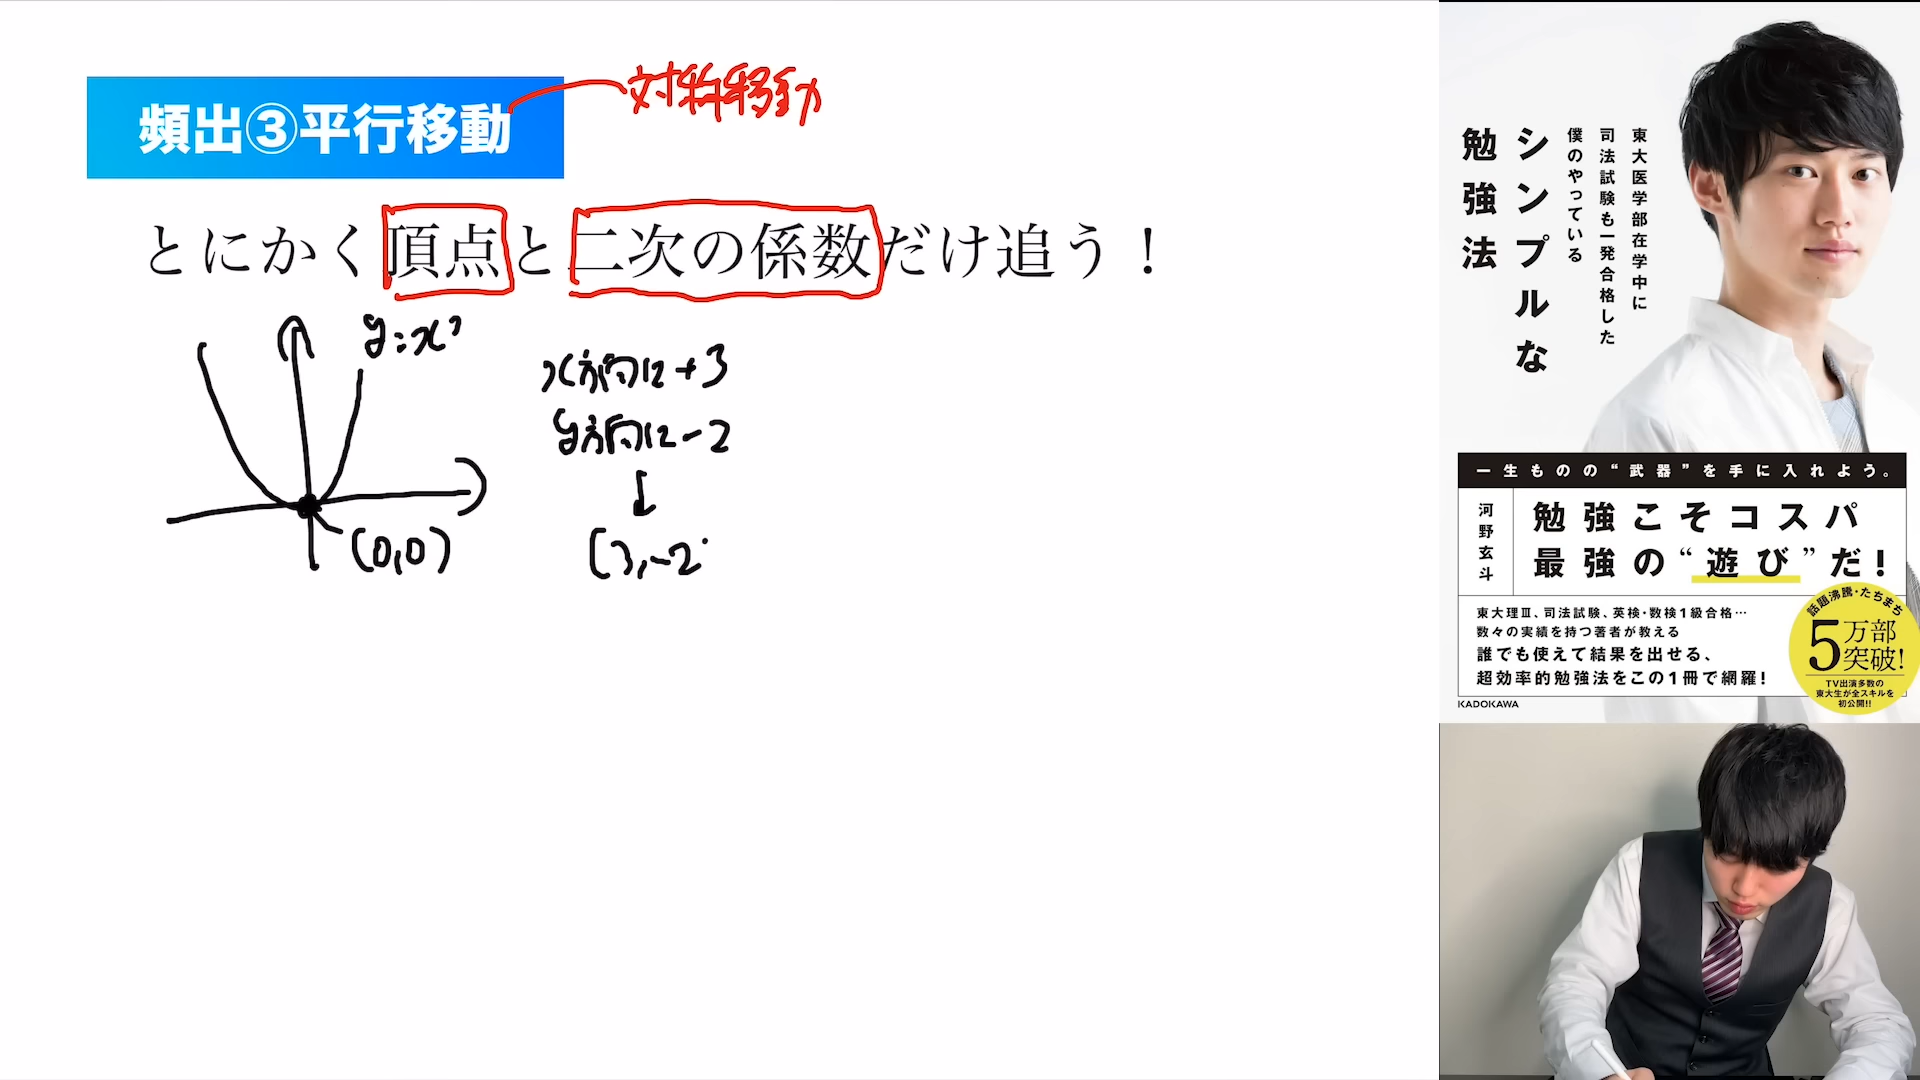 頻出③平行移動
対称移動
とにかく頂点と二次の係数だけ追う！
y=x²
x方向に+3
y方向に-2
↓
(3,-2
(0,0)
東大医学部在学中に
司法試験も一発合格した
僕のやっている
シンプルな
勉強法
一生ものの“武器”を手に入れよう。
河野玄斗
勉強こそコスパ
最強の“遊び”だ!
東大理Ⅲ、司法試験、英検・数検1級合格…
数々の実績を持つ著者が教える
誰でも使えて結果を出せる、
超効率的勉強法をこの1冊で網羅!
話題沸騰・たちまち
5万部
突破!
TV出演多数の
東大生が全スキルを
初公開!!
KADOKAWA